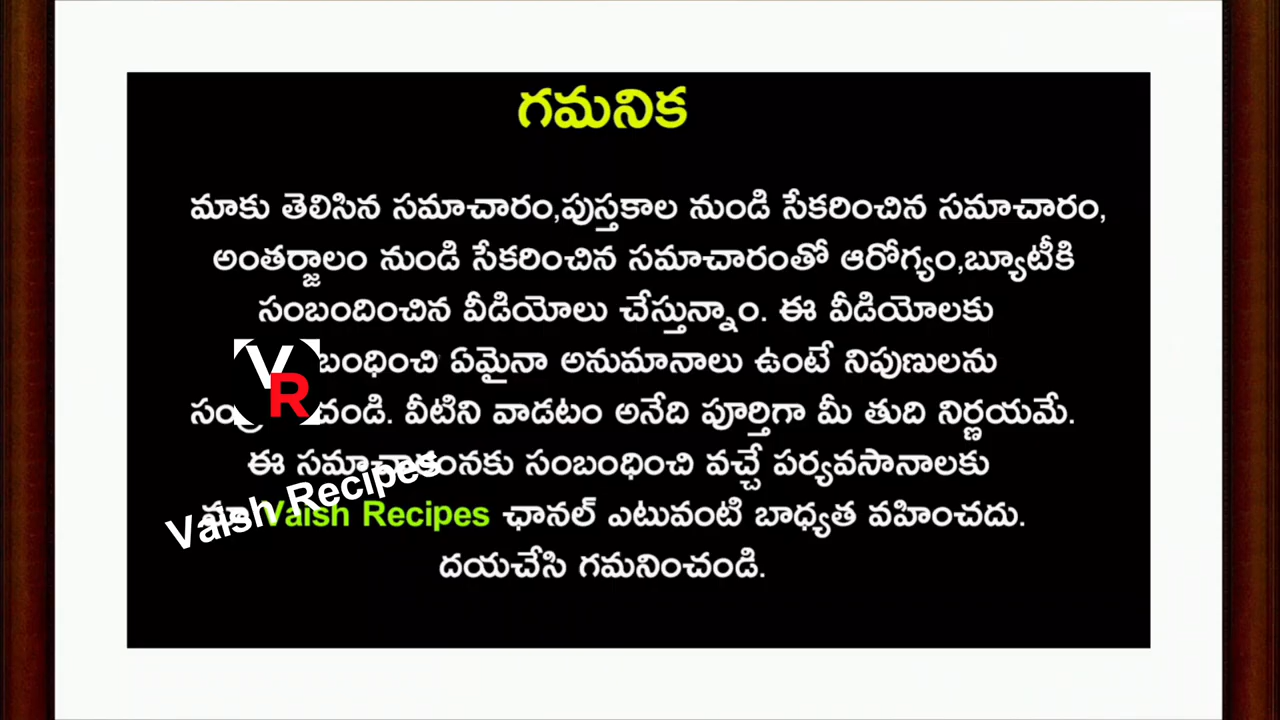 గమనిక
మాకు తెలిసిన సమాచారం,పుస్తకాల నుండి సేకరించిన సమాచారం,
అంతర్జాలం నుండి సేకరించిన సమాచారంతో ఆరోగ్యం,బ్యూటీకి
సంబందించిన వీడియోలు చేస్తున్నాం. ఈ వీడియోలకు
ఏమైనా అనుమానాలు ఉంటే నిపుణులను
వీటిని వాడటం అనేది పూర్తిగా మీ తుది నిర్ణయమే.
ఈ సమాచారంనకు సంబంధించి వచ్చే పర్యవసానాలకు
మా Vaish Recipes ఛానల్ ఎటువంటి బాధ్యత వహించదు.
దయచేసి గమనించండి.
VR
Vaish Recipes